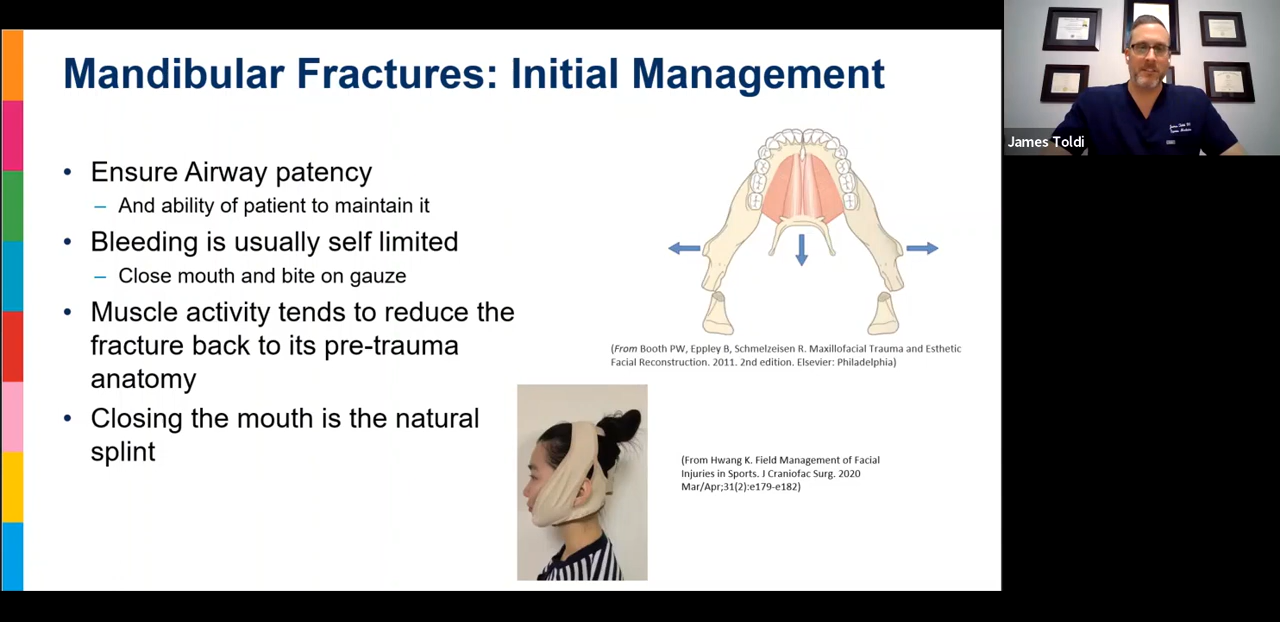 Mandibular Fractures: Initial Management
• Ensure Airway patency
– And ability of patient to maintain it
• Bleeding is usually self limited
– Close mouth and bite on gauze
• Muscle activity tends to reduce the
fracture back to its pre-trauma
anatomy
• Closing the mouth is the natural
splint
(From Booth PW, Eppley B, Schmelzeisen R. Maxillofacial Trauma and Esthetic
Facial Reconstruction. 2011. 2nd edition. Elsevier: Philadelphia)
(From Hwang K. Field Management of Facial
Injuries in Sports. J Craniofac Surg. 2020
Mar/Apr;31(2):e179-e182)
James Toldi